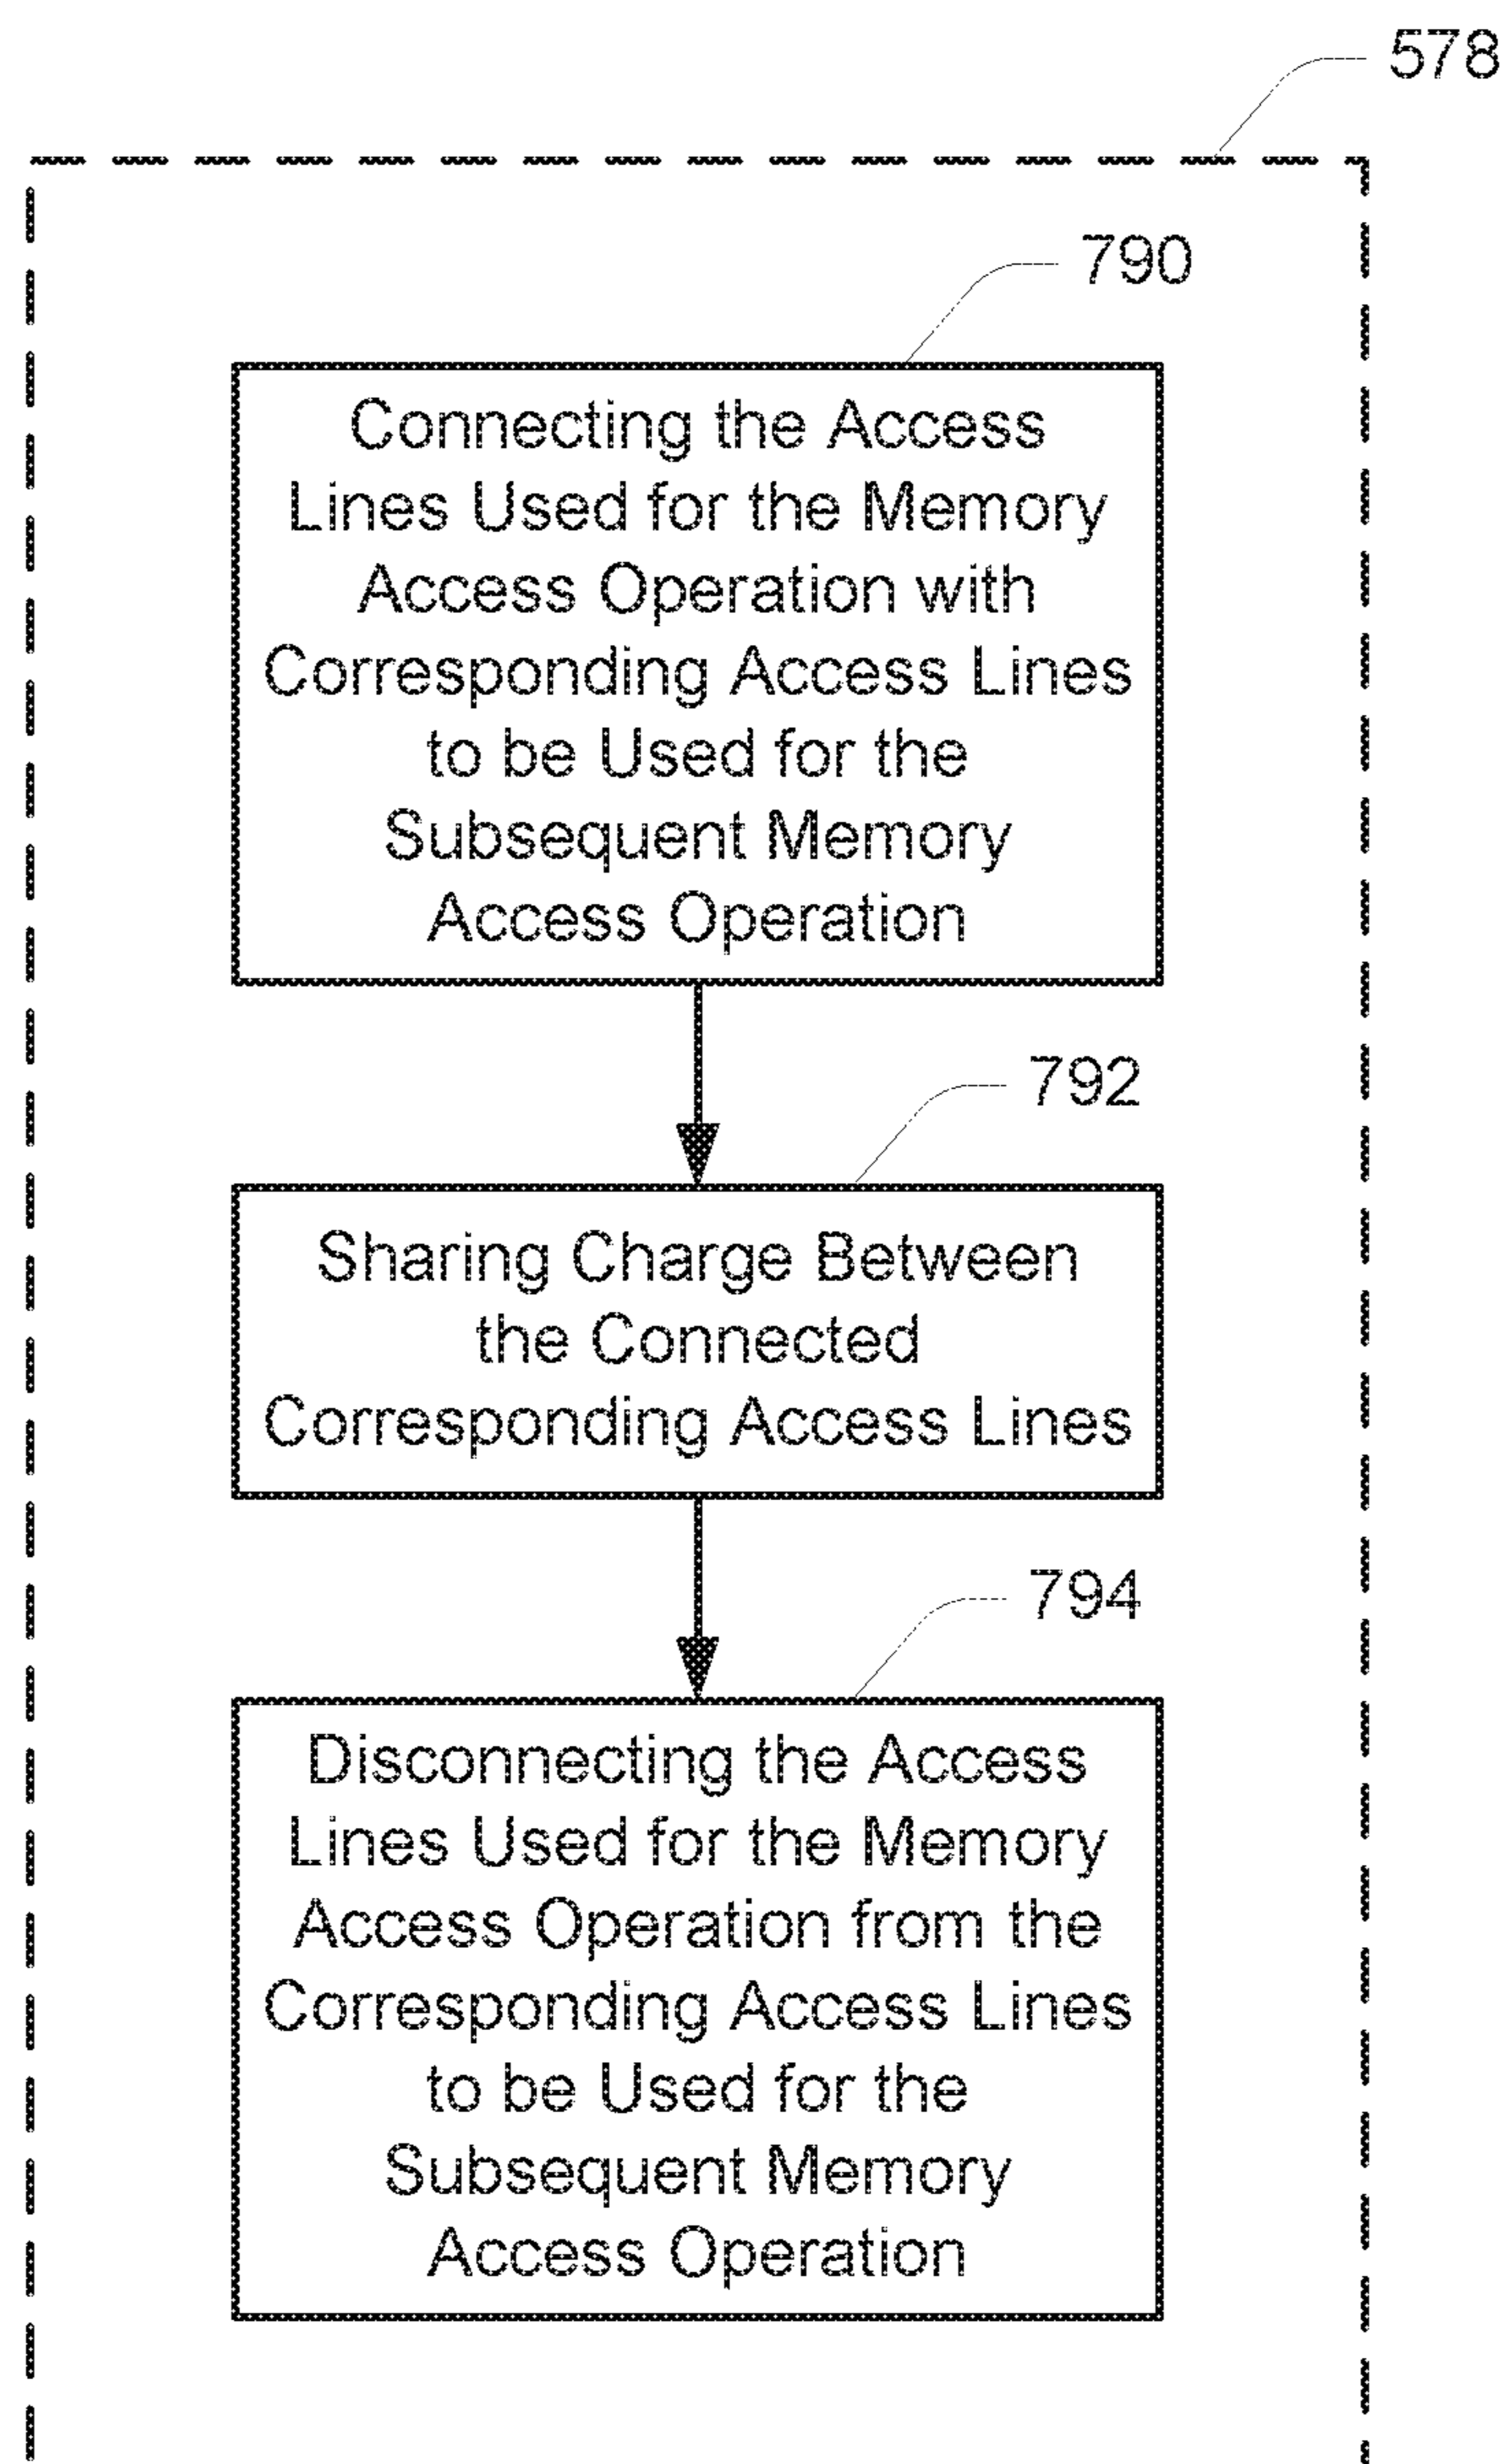 578
790
Connecting the Access
Lines Used for the Memory
Access Operation with
Corresponding Access Lines
to be Used for the
Subsequent Memory
Access Operation
792
Sharing Charge Between
the Connected
Corresponding Access Lines
794
Disconnecting the Access
Lines Used for the Memory
Access Operation from the
Corresponding Access Lines
to be Used for the
Subsequent Memory
Access Operation